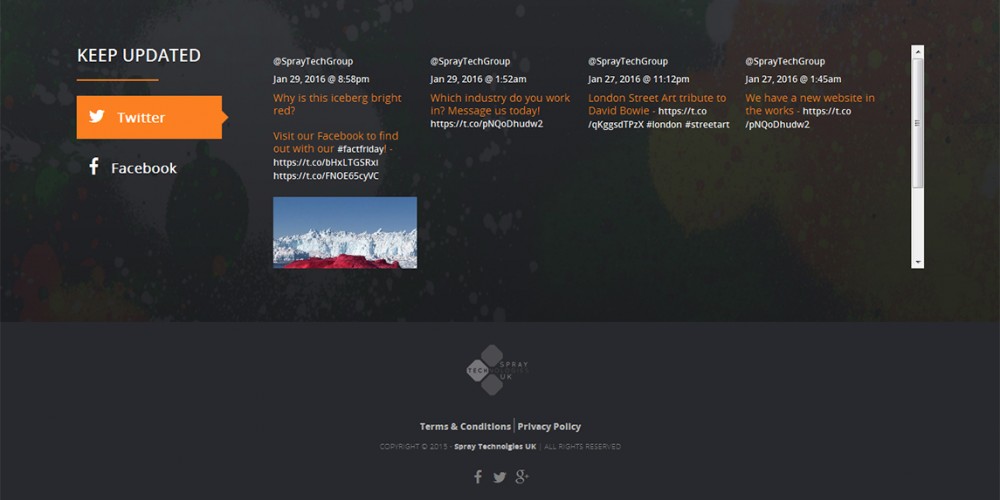 KEEP UPDATED
Twitter
Facebook
@SprayTechGroup
Jan 29, 2016 @ 8:58pm
Why is this iceberg bright
red?
Visit our Facebook to find
out with our #factfriday! -
https://t.co/bHxLTGSRxi
https://t.co/FNOE65cyVC
@SprayTechGroup
Jan 29, 2016 @ 1:52am
Which industry do you work
in? Message us today!
https://t.co/pNQoDhudw2
@SprayTechGroup
Jan 27, 2016 @ 11:12pm
London Street Art tribute to
David Bowie - https://t.co
/qKggsdTPzX #london #streetart
@SprayTechGroup
Jan 27, 2016 @ 1:45am
We have a new website in
the works - https://t.co
/pNQoDhudw2
SPRAY
TECHNOLOGIES
UK
Terms & Conditions | Privacy Policy
COPYRIGHT © 2015 - Spray Technolgies UK | ALL RIGHTS RESERVED